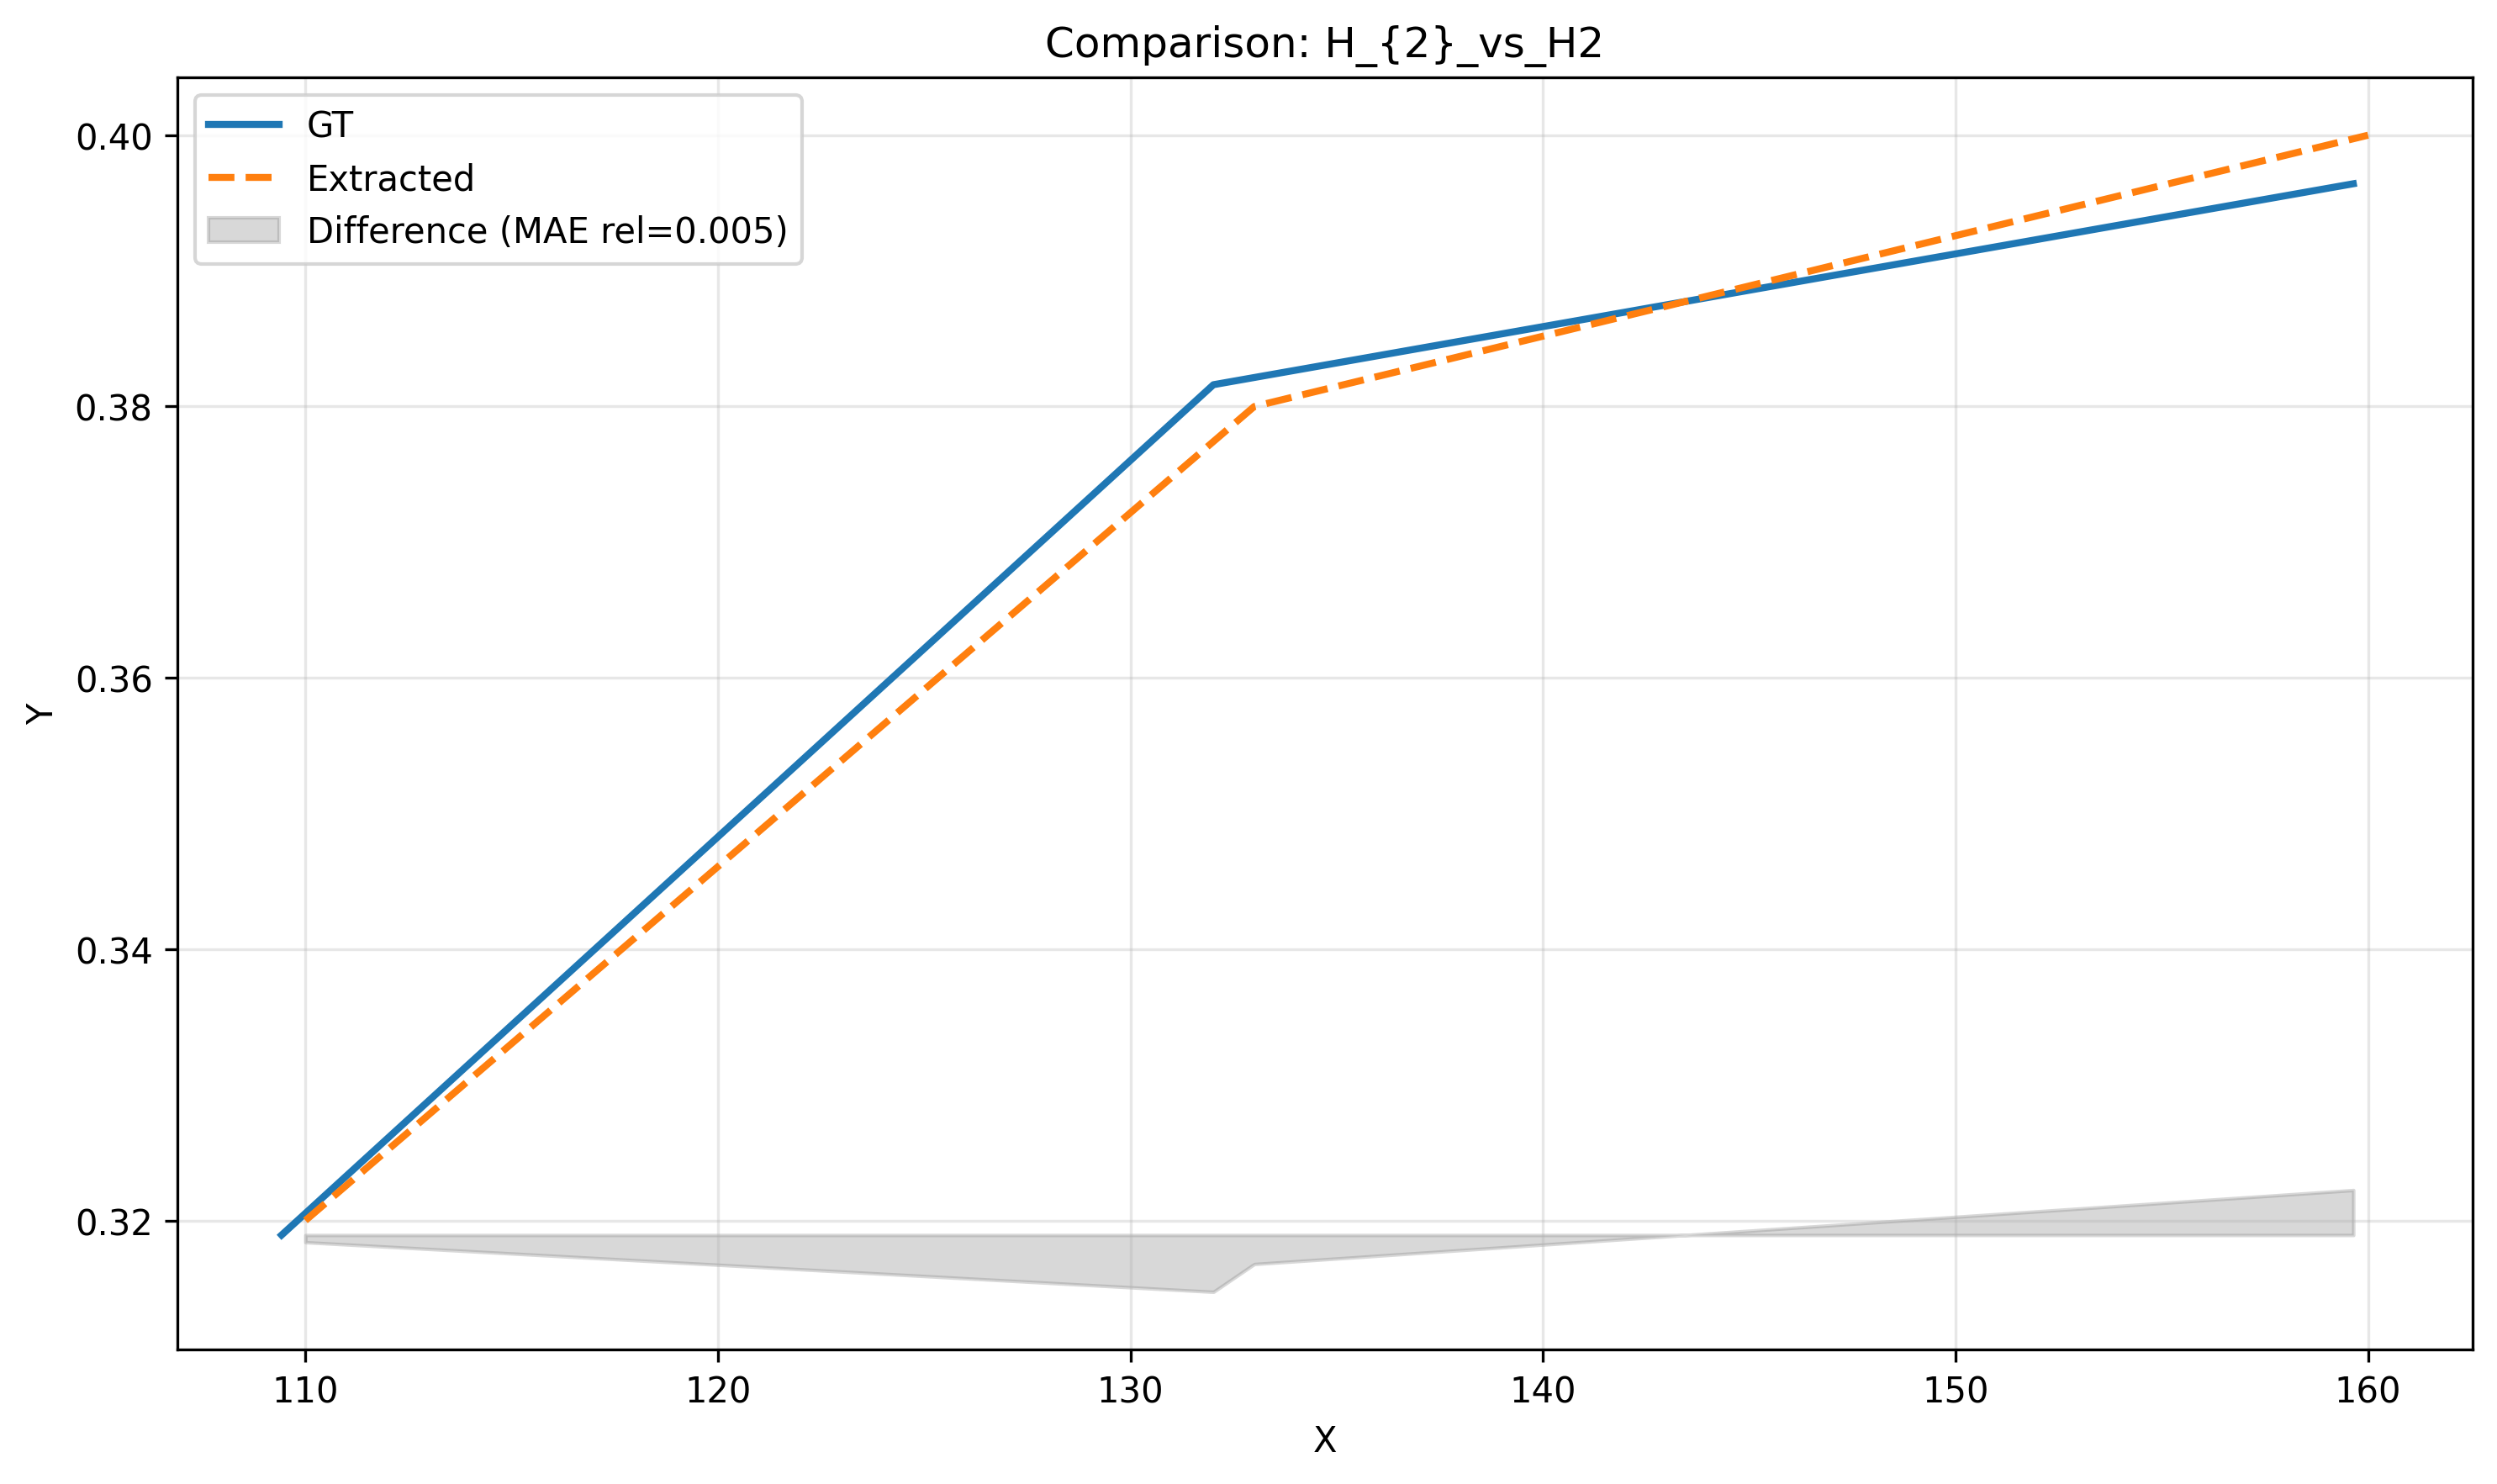 Comparison: H_{2}_vs_H2
GT
Extracted
Difference (MAE rel=0.005)
0.40
0.38
0.36
0.34
0.32
Y
110 120 130 140 150 160
X